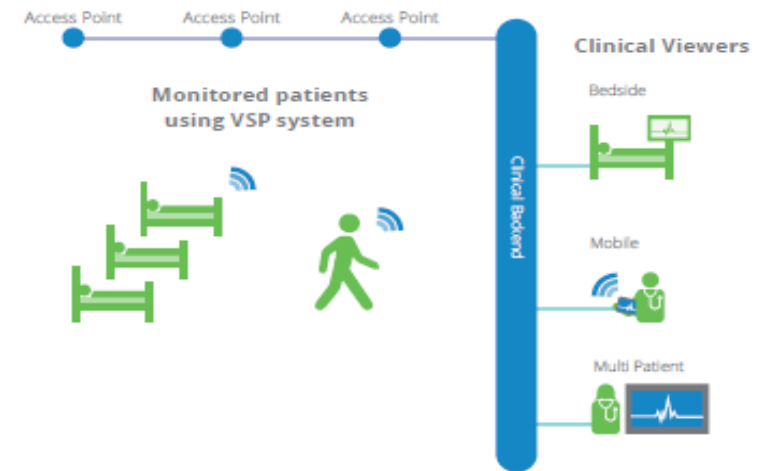 Access Point
Access Point
Access Point
Clinical Viewers
Monitored patients
using VSP system
Bedside
Clinical Backend
Mobile
Multi Patient